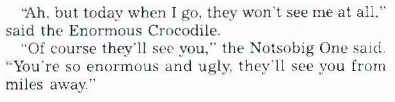 "Ah, but today when I go, they won't see me at all,"
said the Enormous Crocodile.
"Of course they'll see you," the Notsobig One said.
"You're so enormous and ugly, they'll see you from
miles away."